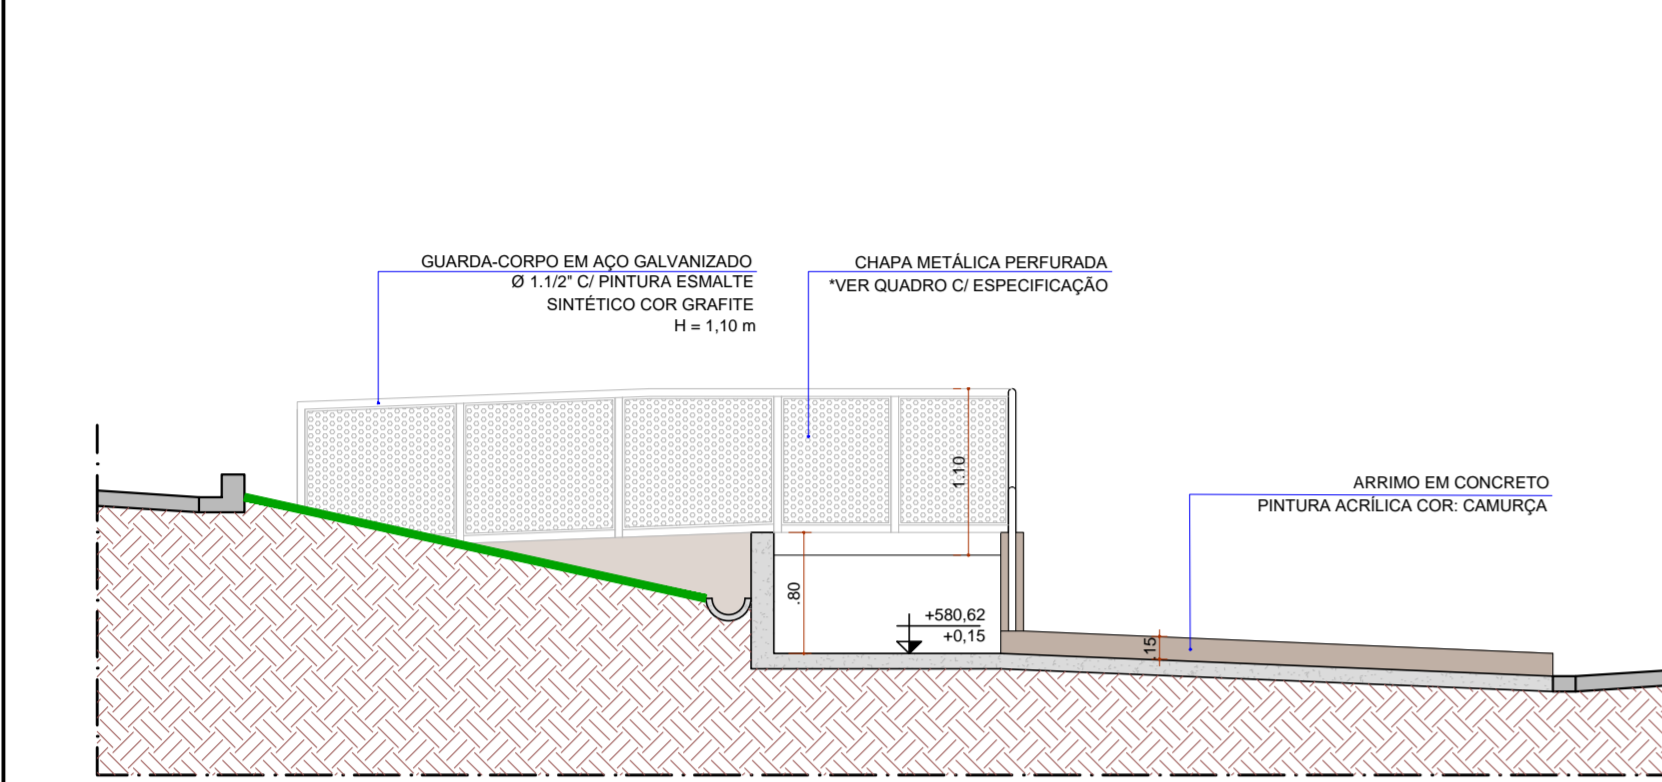 GUARDA-CORPO EM AÇO GALVANIZADO
Ø 1.1/2" C/ PINTURA ESMALTE
SINTÉTICO COR GRAFITE
H = 1,10 m
CHAPA METÁLICA PERFURADA
*VER QUADRO C/ ESPECIFICAÇÃO
1.10
ARRIMO EM CONCRETO
PINTURA ACRÍLICA COR: CAMURÇA
.80
+580,62
+0,15
.15